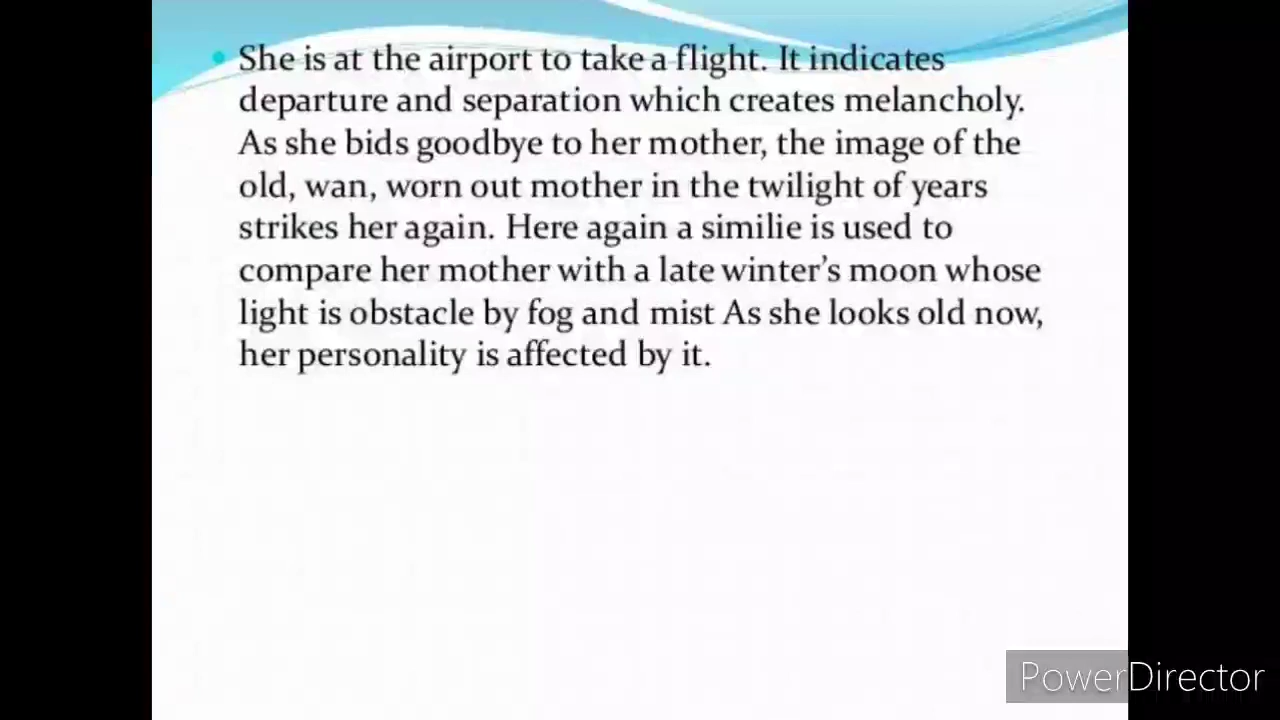 She is at the airport to take a flight. It indicates
departure and separation which creates melancholy.
As she bids goodbye to her mother, the image of the
old, wan, worn out mother in the twilight of years
strikes her again. Here again a similie is used to
compare her mother with a late winter’s moon whose
light is obstacle by fog and mist As she looks old now,
her personality is affected by it.
PowerDirector